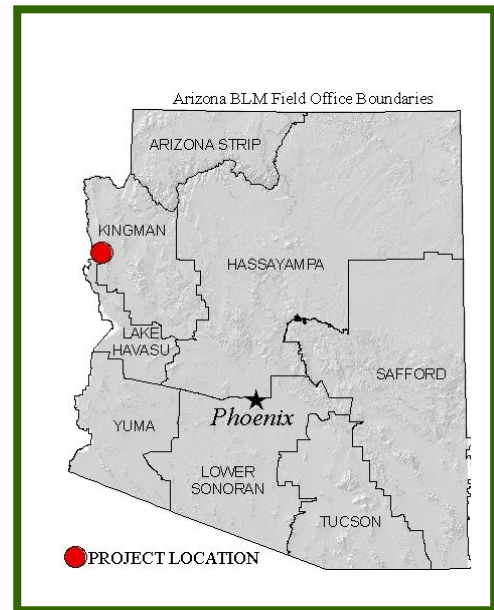 Arizona BLM Field Office Boundaries
ARIZONA STRIP
KINGMAN
HASSAYAMPA
LAKE
HAVASU
SAFFORD
Phoenix
YUMA
LOWER
SONORAN
TUCSON
PROJECT LOCATION